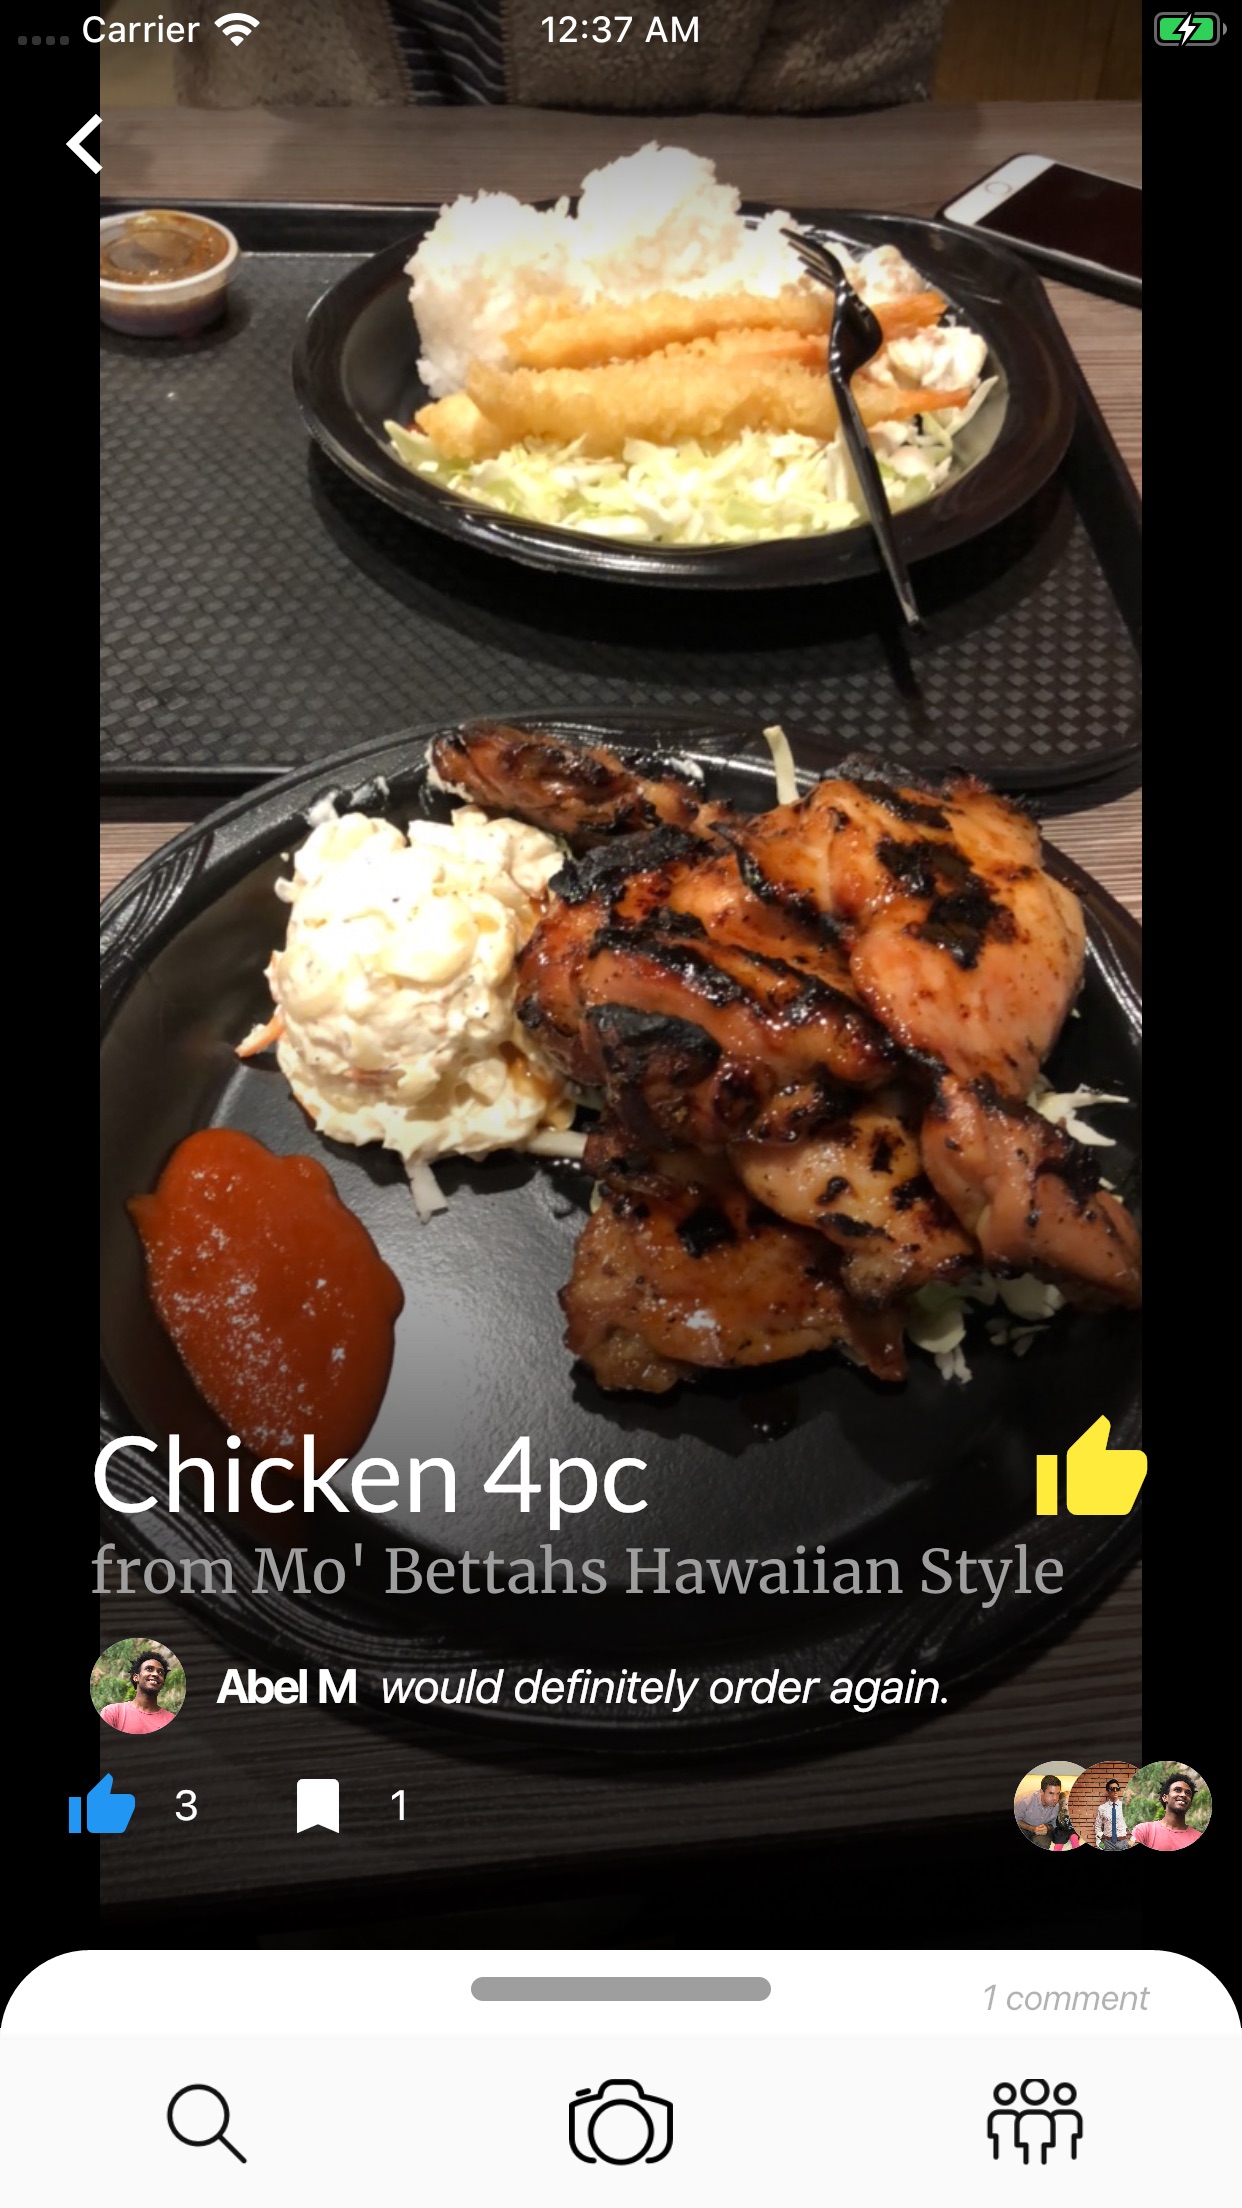 Carrier 12:37 AM
Chicken 4pc
from Mo' Bettahs Hawaiian Style
Abel M would definitely order again.
3 1
1 comment